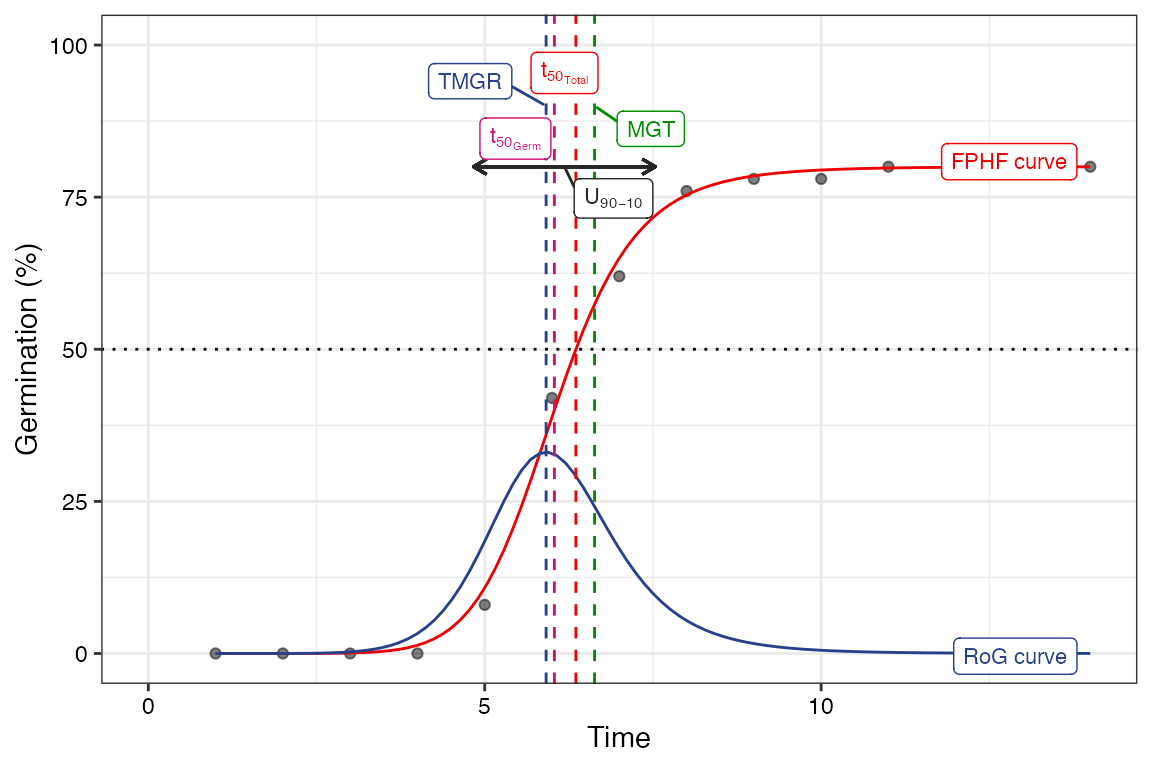 100
75
50
25
0
Germination (%)
TMGR
t50Total
t50Germ
MGT
U90−10
FPHF curve
RoG curve
0
5
10
Time